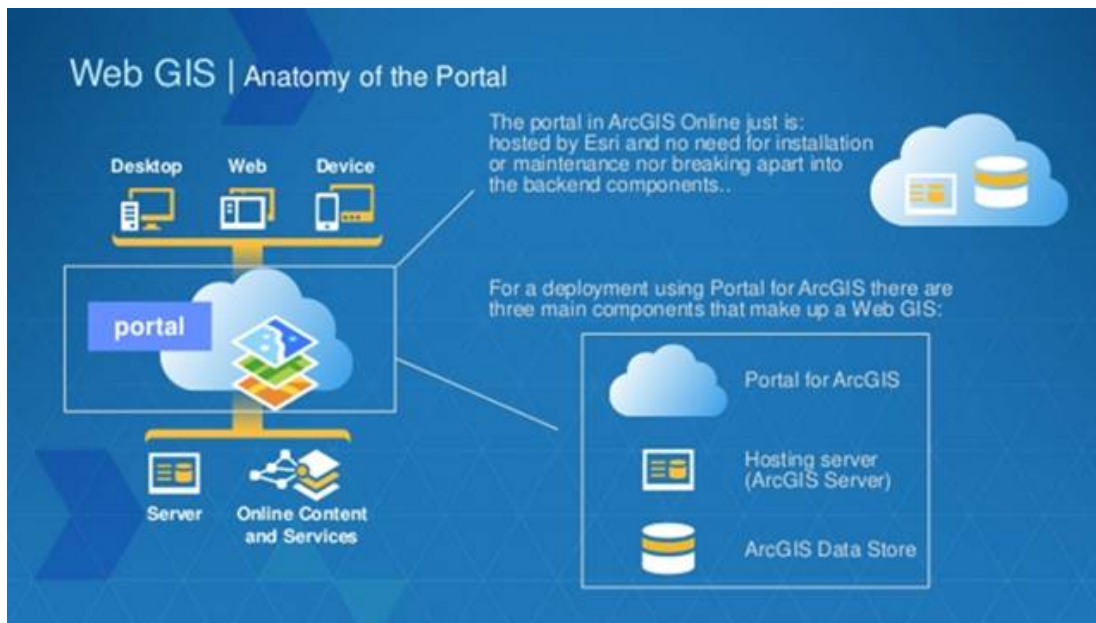 Web GIS | Anatomy of the Portal
The portal in ArcGIS Online just is:
hosted by Esri and no need for installation
or maintenance nor breaking apart into
the backend components..
Desktop Web Device
portal
For a deployment using Portal for ArcGIS there are
three main components that make up a Web GIS:
Portal for ArcGIS
Hosting server
(ArcGIS Server)
ArcGIS Data Store
Server
Online Content
and Services